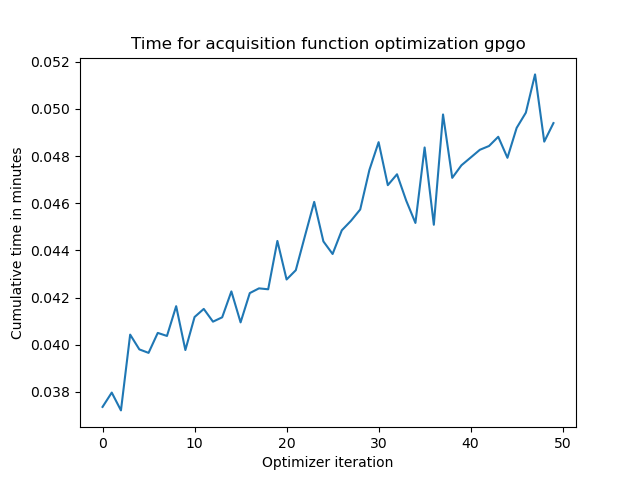 Time for acquisition function optimization gpgo
0.052
0.050
0.048
0.046
0.044
0.042
0.040
0.038
Cumulative time in minutes
0 10 20 30 40 50
Optimizer iteration